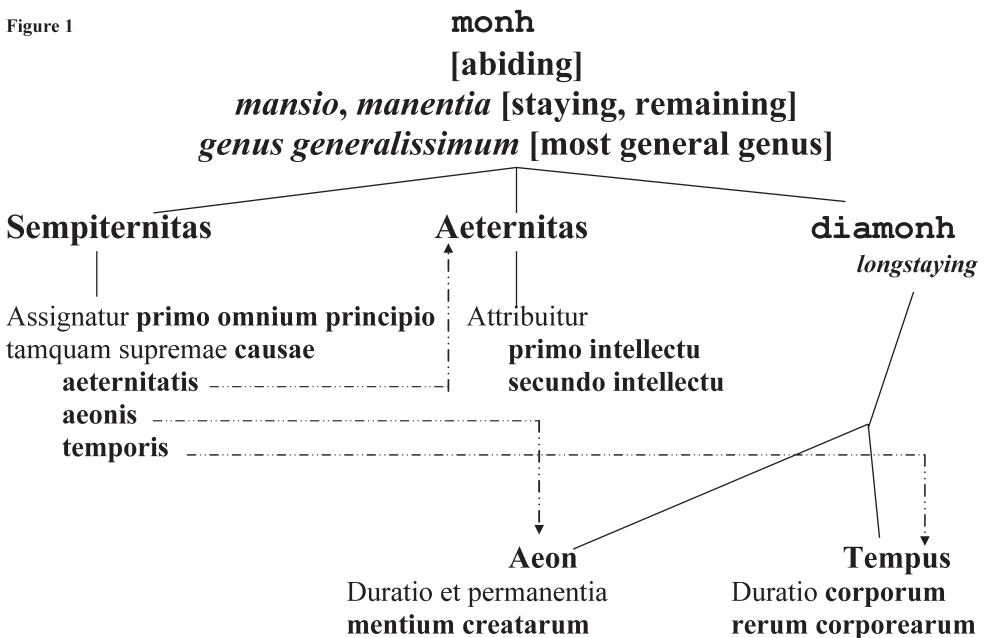 Figure 1
monh
[abiding]
mansio, manentia [staying, remaining]
genus generalissimum [most general genus]
Sempiternitas
Aeternitas
diamonh
longstaying
Assignatur primo omnium principio
tamquam supremae causae
aeternitatis
aeonis
temporis
Attribuitur
primo intellectu
secundo intellectu
Aeon
Duratio et permanentia
mentium creatarum
Tempus
Duratio corporum
rerum corporearum